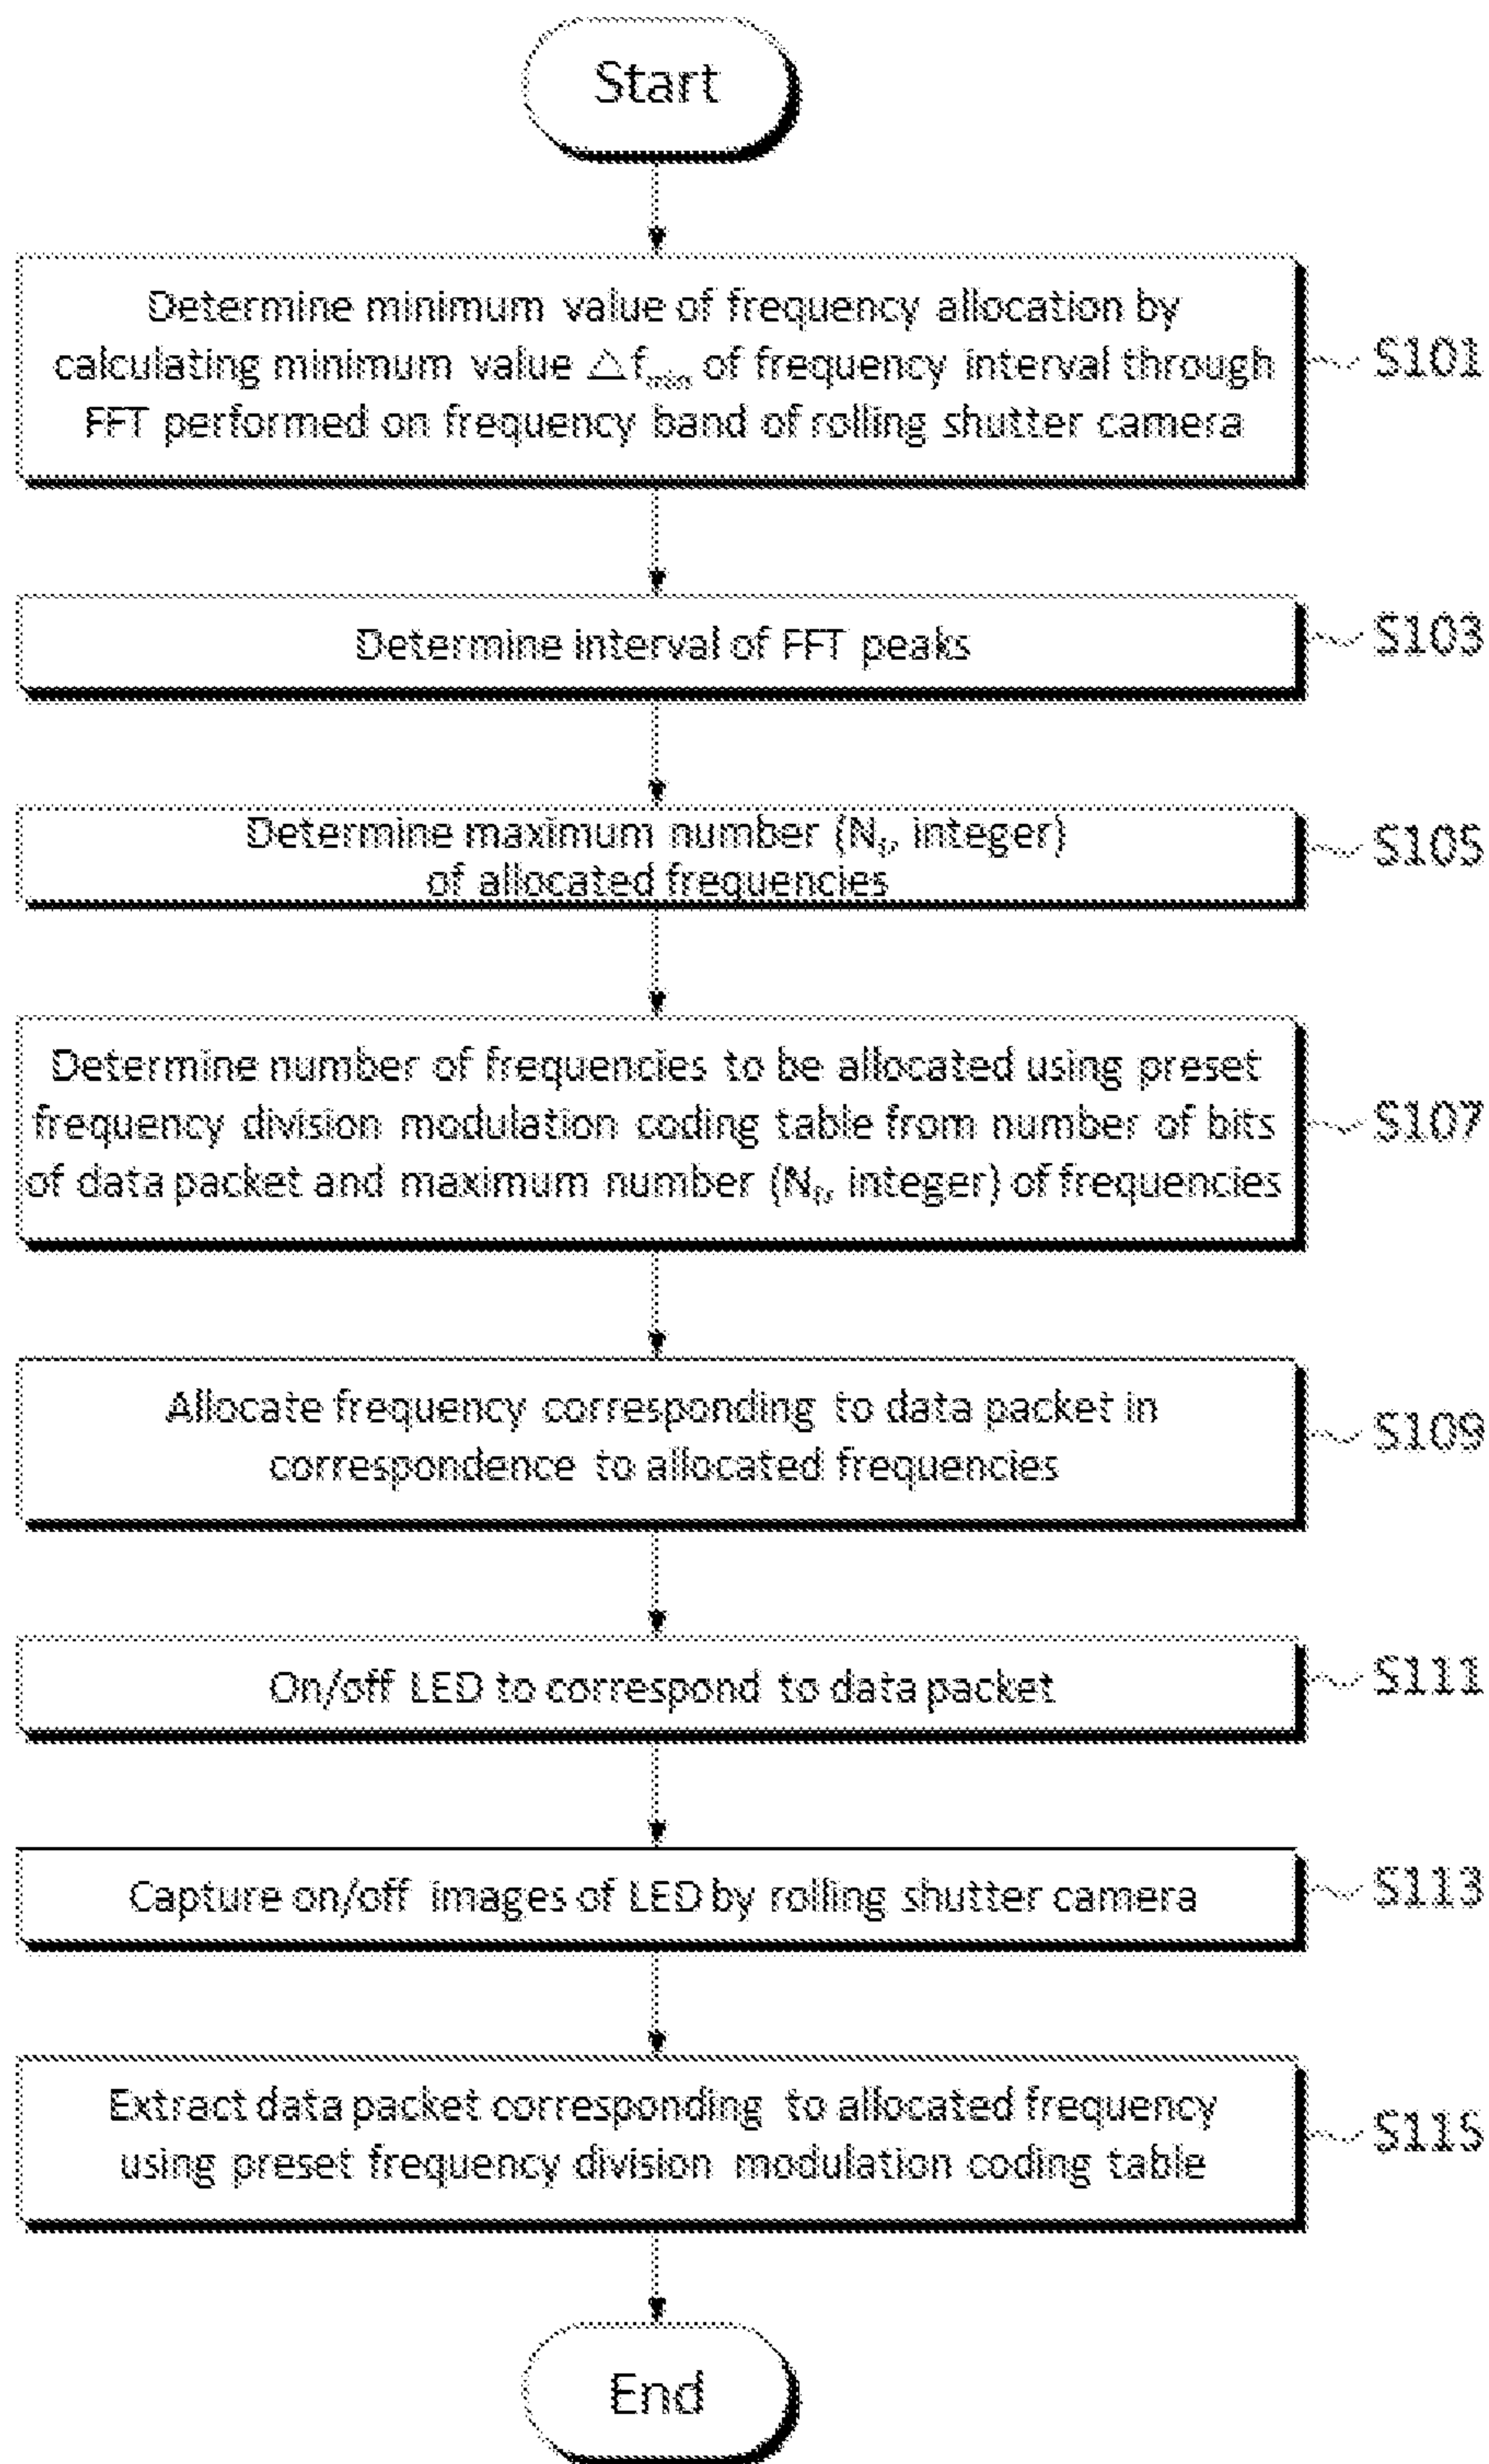 Start
Determine minimum value of frequency allocation by
calculating minimum value △fmin of frequency interval through
FFT performed on frequency band of rolling shutter camera
S101
Determine interval of FFT peaks
S103
Determine maximum number (Nf, integer)
of allocated frequencies
S105
Determine number of frequencies to be allocated using preset
frequency division modulation coding table from number of bits
of data packet and maximum number (Nf, integer) of frequencies
S107
Allocate frequency corresponding to data packet in
correspondence to allocated frequencies
S109
On/off LED to correspond to data packet
S111
Capture on/off images of LED by rolling shutter camera
S113
Extract data packet corresponding to allocated frequency
using preset frequency division modulation coding table
S115
End